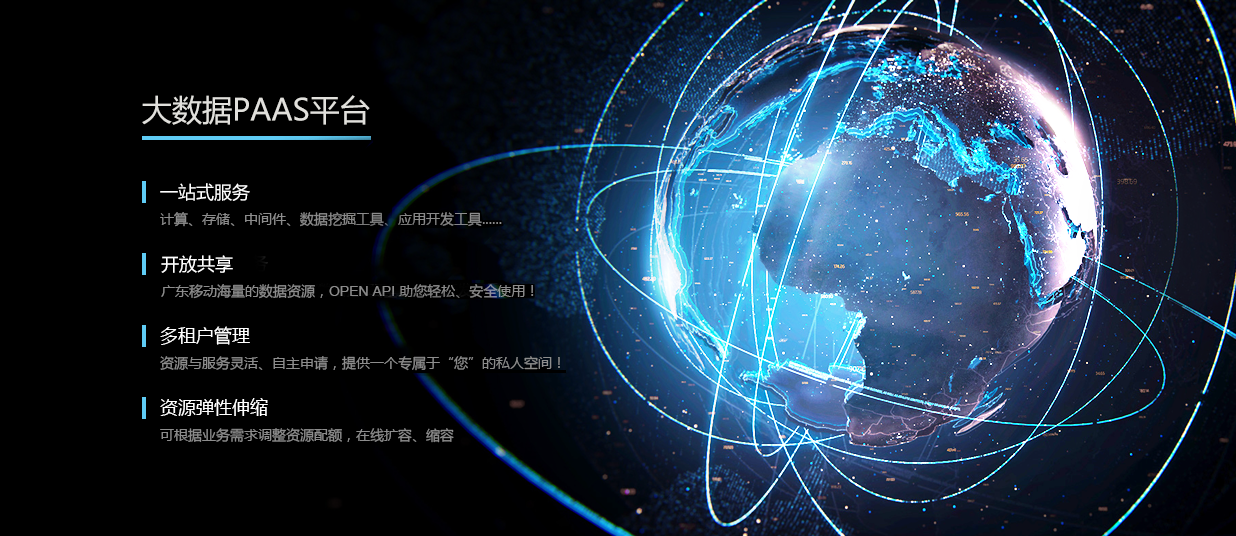 大数据PAAS平台
一站式服务
计算、存储、中间件、数据挖掘工具、应用开发工具......
开放共享
广东移动海量的数据资源，OPEN API 助您轻松、安全使用！
多租户管理
资源与服务灵活、自主申请，提供一个专属于“您”的私人空间！
资源弹性伸缩
可根据业务需求调整资源配额，在线扩容、缩容